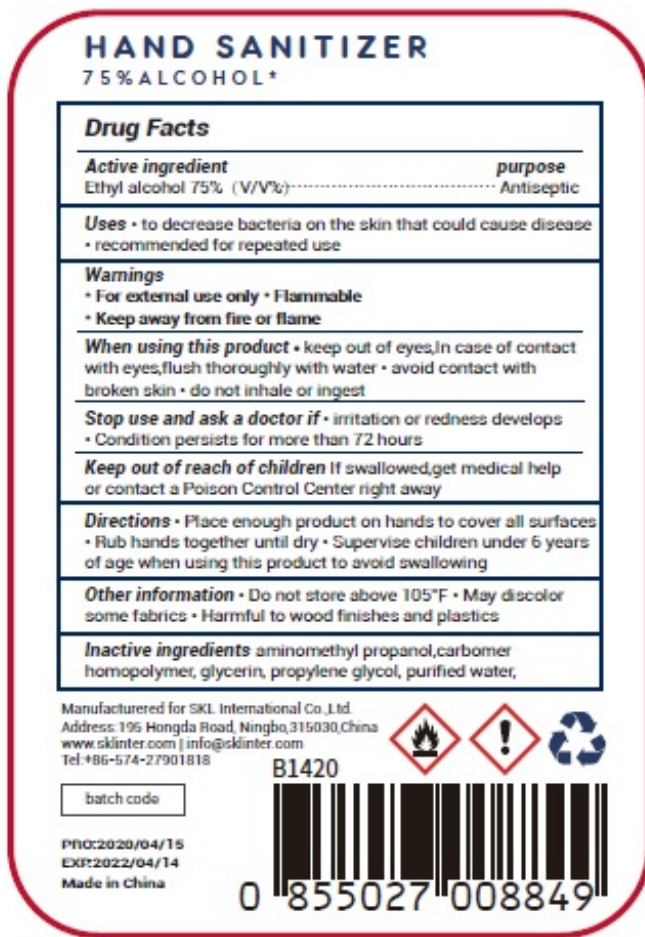 HAND SANITIZER
75%ALCOHOL*
Drug Facts
Active ingredient purpose
Ethyl alcohol 75% (V/V%)·································· Antiseptic
Uses • to decrease bacteria on the skin that could cause disease
• recommended for repeated use
Warnings
* For external use only * Flammable
* Keep away from fire or flame
When using this product • keep out of eyes,In case of contact
with eyes,flush thoroughly with water • avoid contact with
broken skin • do not inhale or ingest
Stop use and ask a doctor if • irritation or redness develops
• Condition persists for more than 72 hours
Keep out of reach of children If swallowed,get medical help
or contact a Poison Control Center right away
Directions • Place enough product on hands to cover all surfaces
• Rub hands together until dry • Supervise children under 6 years
of age when using this product to avoid swallowing
Other information • Do not store above 105°F • May discolor
some fabrics • Harmful to wood finishes and plastics
Inactive ingredients aminomethyl propanol,carbomer
homopolymer, glycerin, propylene glycol, purified water,
Manufacturered for SKL International Co.,Ltd.
Address:195 Hongda Road, Ningbo,315030,China
www.sklinter.com | info@sklinter.com
Tel:+86-574-27901818
B1420
batch code
PRO:2020/04/15
EXP:2022/04/14
Made in China
0 855027 008849